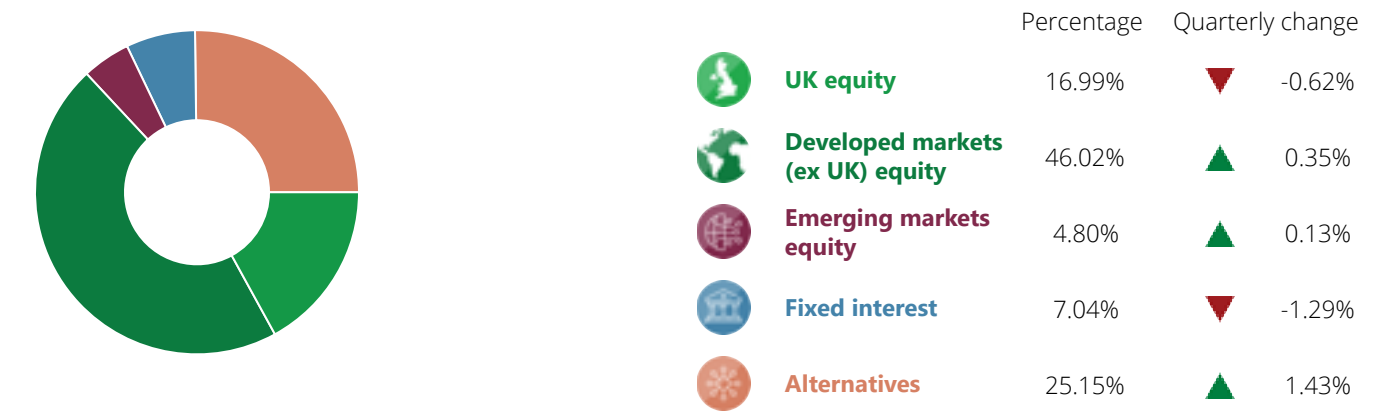 Percentage Quarterly change
UK equity 16.99% -0.62%
Developed markets
(ex UK) equity 46.02% 0.35%
Emerging markets
equity 4.80% 0.13%
Fixed interest 7.04% -1.29%
Alternatives 25.15% 1.43%